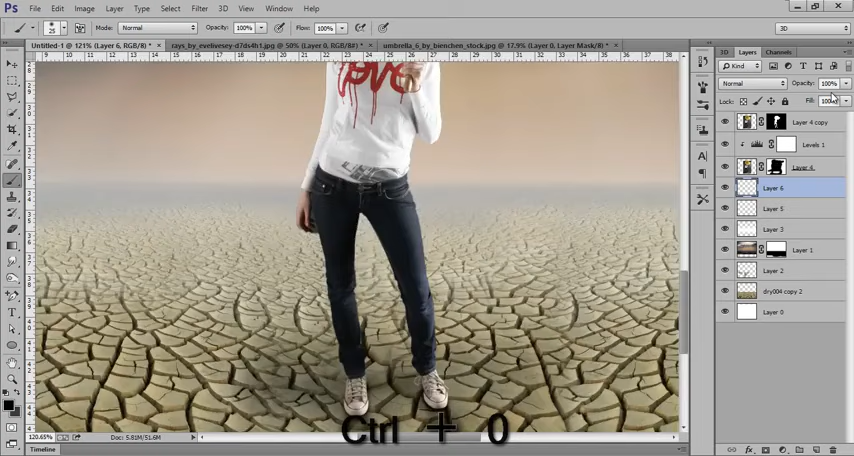 Ps File Edit Image Layer Type Select Filter 3D View Window Help
25 Mode: Normal Opacity: 100% Flow: 100% 3D
Untitled-1 @ 121% (Layer 6, RGB/8) * × rays_by_evelivesey-d7ds4h1.jpg @ 50% (Layer 0, RGB/8#) * × umbrella_6_by_bienchen_stock.jpg @ 17.9% (Layer 0, Layer Mask/8) * ×
3D Layers Channels
Kind
Normal Opacity: 100%
Lock: Fill: 100%
Layer 4 copy
Levels 1
Layer 4
Layer 6
Layer 5
Layer 3
Layer 1
Layer 2
dry004 copy 2
Layer 0
Ctrl + 0
120.65% Doc: 5.81M/51.6M
Timeline